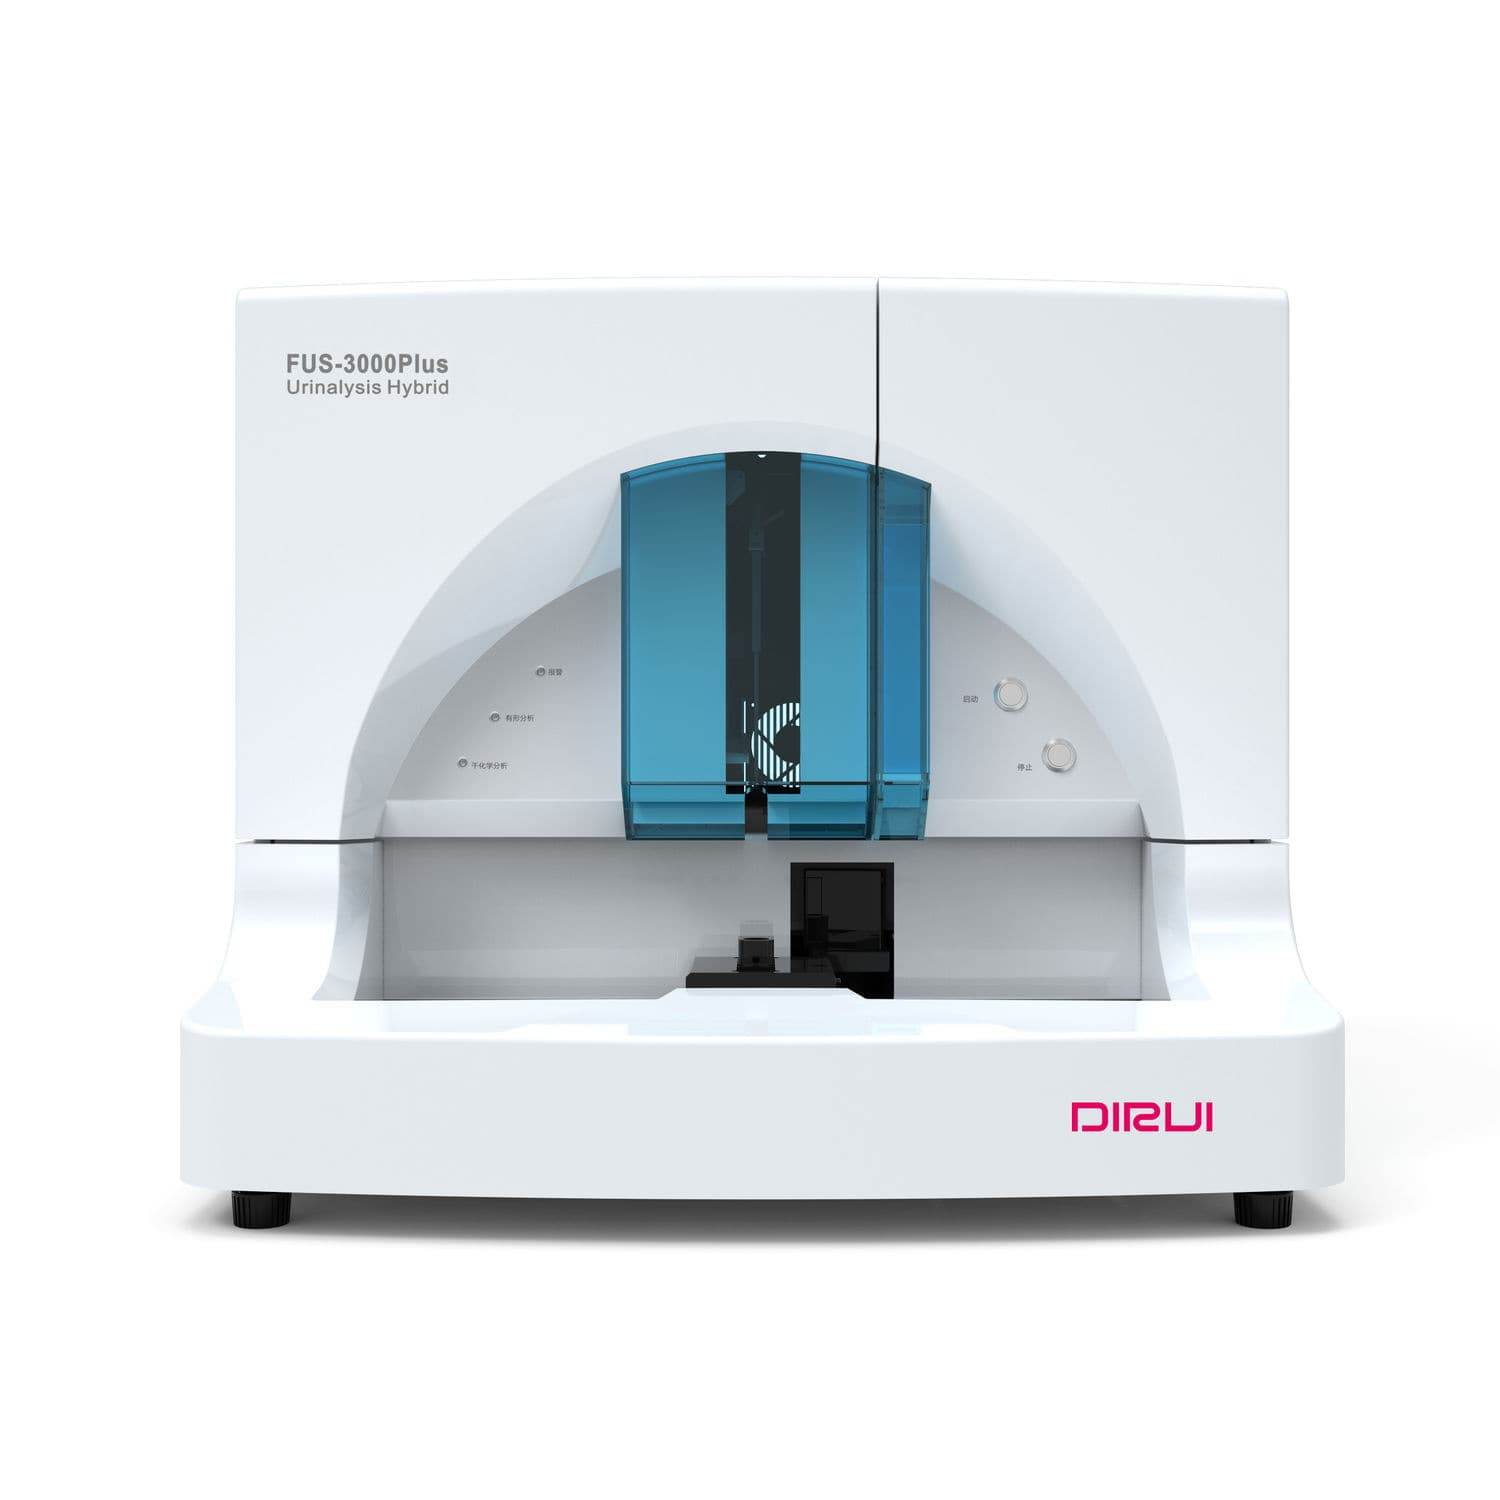 FUS-3000Plus
Urinalysis Hybrid
报警
有形分析
干化学分析
启动
停止
DIRUI